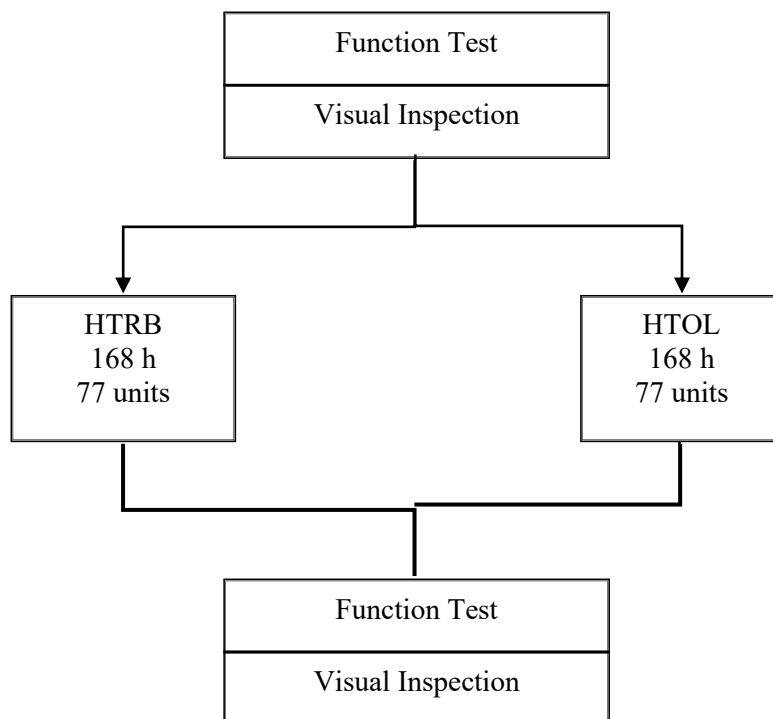 Function Test
Visual Inspection
HTRB
168 h
77 units
HTOL
168 h
77 units
Function Test
Visual Inspection